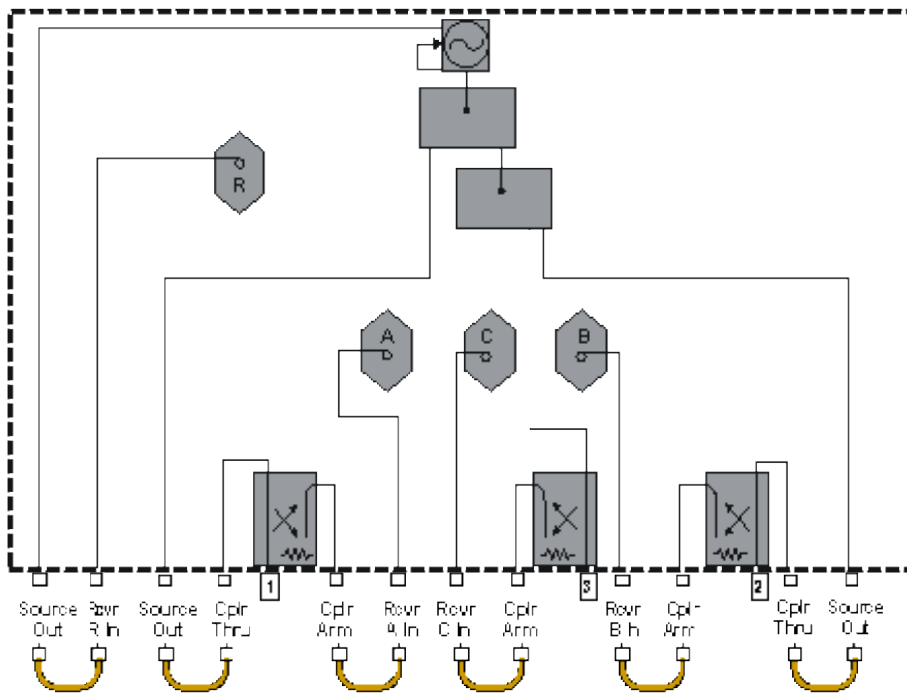 R
A
C
B
1
3
2
Source Out
Rcvr R In
Source Out
Cplr Thru
Cplr Arm
Rcvr A In
Rcvr C In
Cplr Arm
Rcvr B In
Cplr Arm
Cplr Thru
Source Out